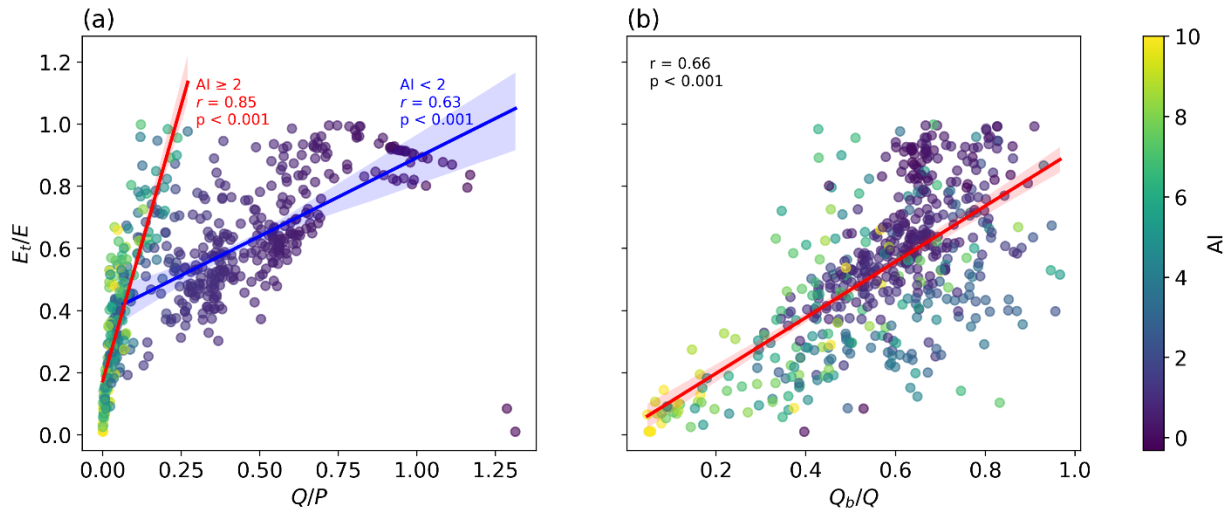 (a)
(b)
AI ≥ 2
r = 0.85
p < 0.001
AI < 2
r = 0.63
p < 0.001
r = 0.66
p < 0.001
1.2
1.0
0.8
0.6
0.4
0.2
0.0
Eₜ/E
0.00
0.25
0.50
0.75
1.00
1.25
Q/P
0.2
0.4
0.6
0.8
1.0
Q_b/Q
10
8
6
4
2
0
AI